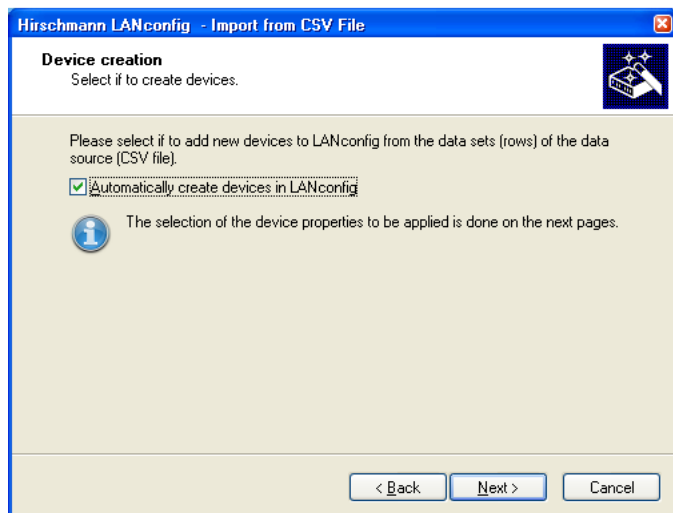 Hirschmann LANconfig - Import from CSV File
Device creation
Select if to create devices.
Please select if to add new devices to LANconfig from the data sets (rows) of the data
source (CSV file).
Automatically create devices in LANconfig
The selection of the device properties to be applied is done on the next pages.
< Back
Next >
Cancel